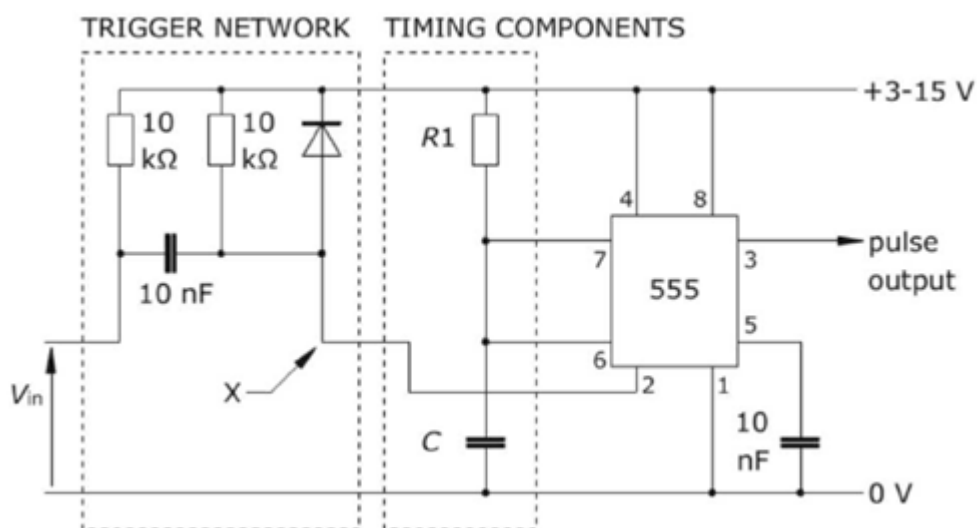 TRIGGER NETWORK
TIMING COMPONENTS
+3-15 V
10
kΩ
10
kΩ
R1
4
8
7
3
pulse
output
555
10 nF
5
6
X
2
1
Vin
C
10
nF
0 V